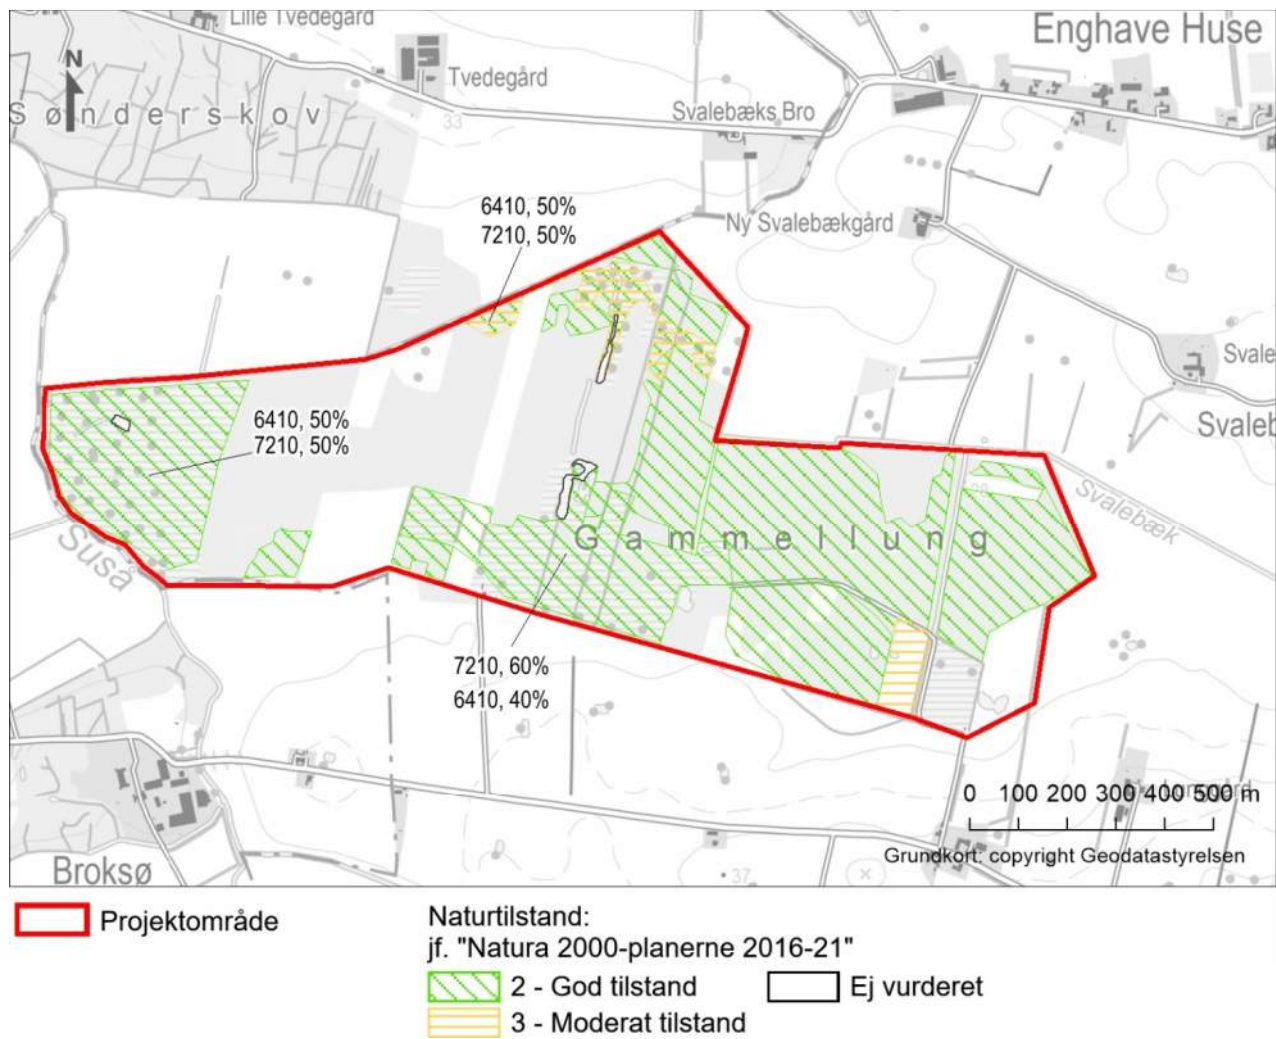 Lille Tvedegård
Enghave Huse
N
Tvedegård
Sønderskov
33
Svalebæks Bro
6410, 50%
7210, 50%
Ny Svalebækgård
Svale
6410, 50%
7210, 50%
Svaleb
Svalebæk
Suså
Gammellung
7210, 60%
6410, 40%
0 100 200 300 400 500 m
Grundkort: copyright Geodatastyrelsen
Broksø
37
Projektområde
Naturtilstand:
jf. "Natura 2000-planerne 2016-21"
2 - God tilstand
Ej vurderet
3 - Moderat tilstand